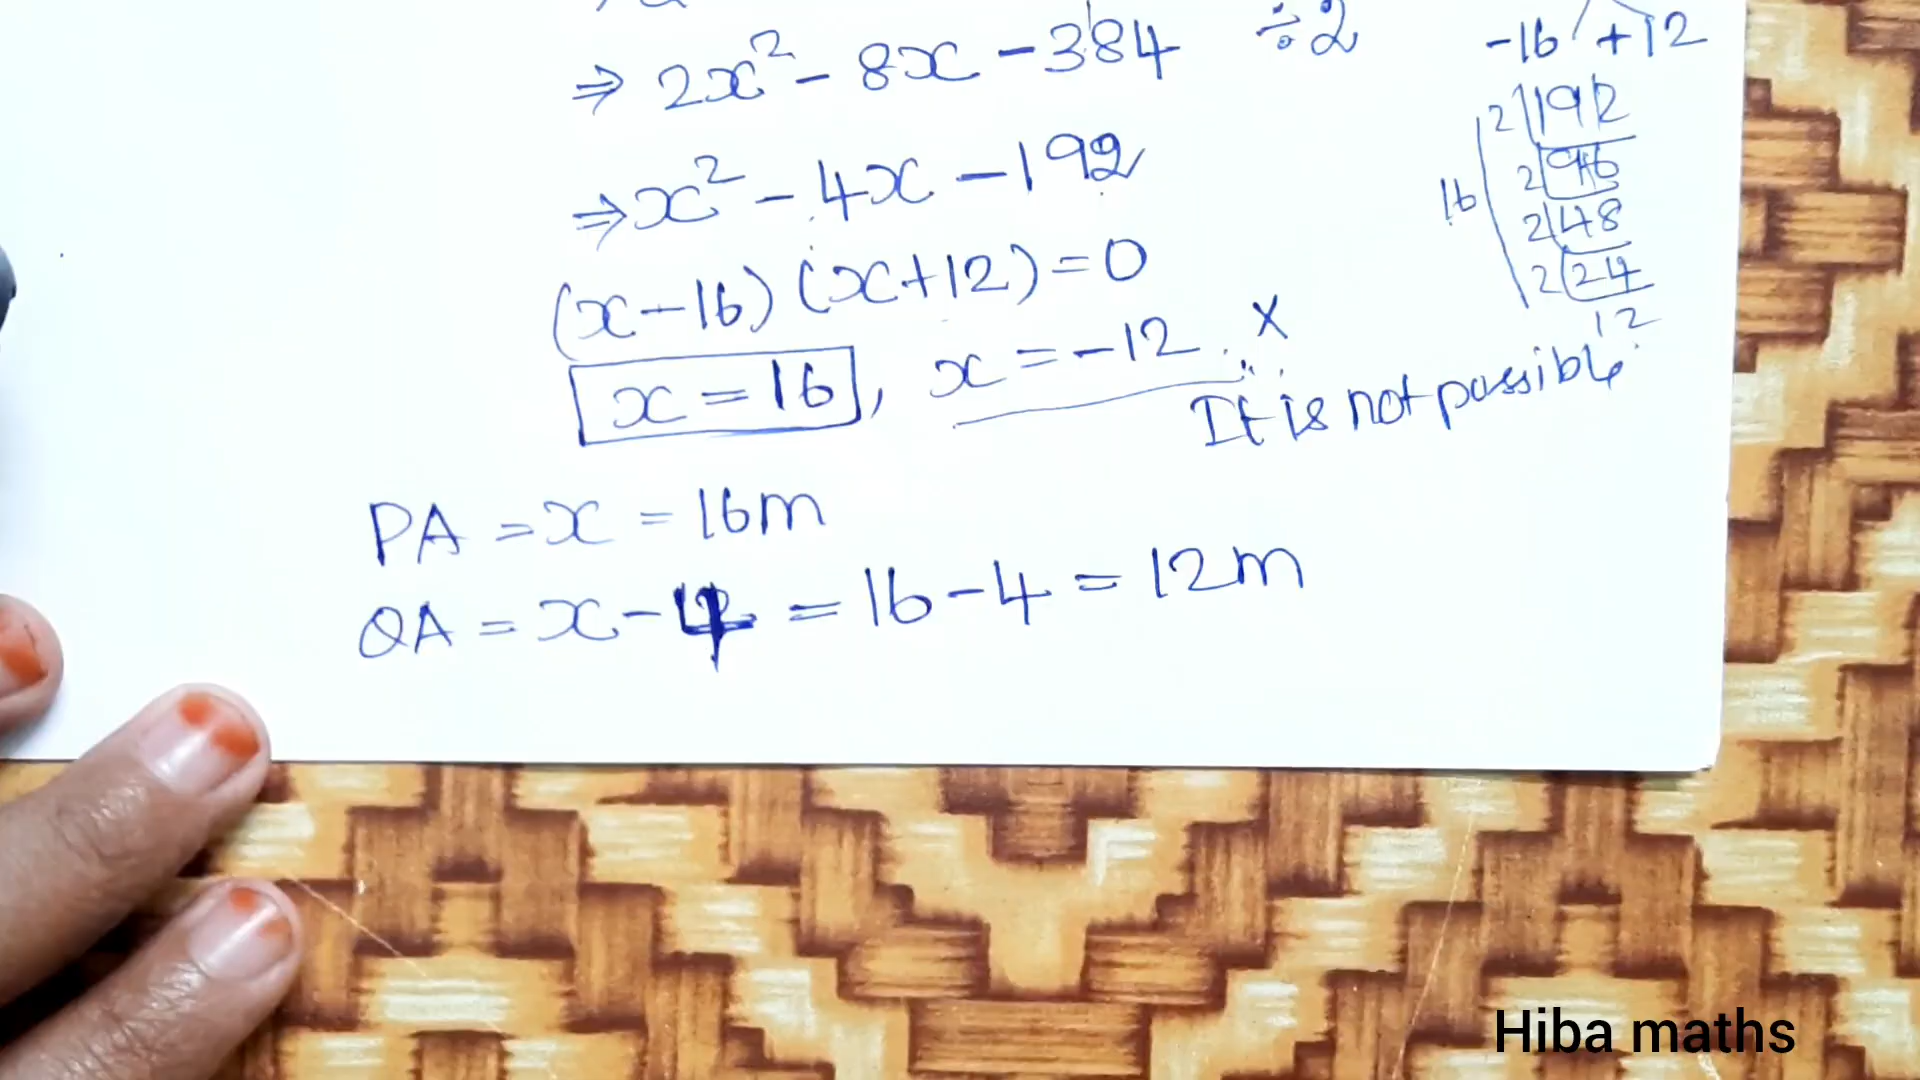 ⇒ 2x² - 8x - 384 ÷2
⇒ x² - 4x - 192
(x-16) (x+12) = 0
x = 16 , x = -12 . X
It is not possible
PA = x = 16m
QA = x - 4 = 16 - 4 = 12m
-16 / +12
2 | 192
2 | 96
2 | 48
2 | 24
12
16
Hiba maths